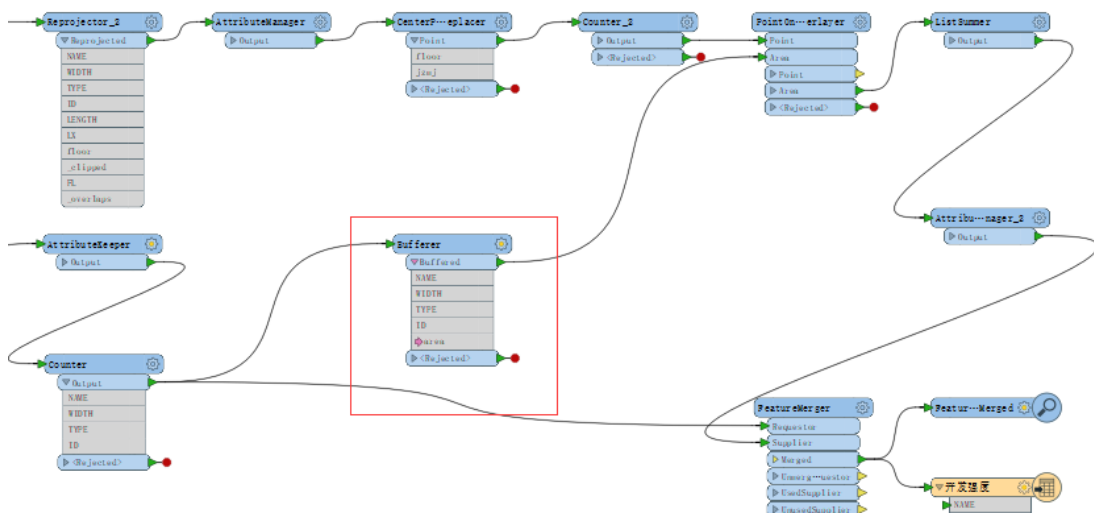 Reprojector_2
Reprojected
NAME
WIDTH
TYPE
ID
LENGTH
LX
floor
_clipped
FL
_overlaps
AttributeManager
Output
CenterP···eplacer
Point
floor
jzmj
<Rejected>
Counter_2
Output
<Rejected>
PointOn···erlayer
Point
Area
Point
Area
<Rejected>
ListSummer
Output
Attribu···nager_2
Output
AttributeKeeper
Output
Bufferer
Buffered
NAME
WIDTH
TYPE
ID
area
<Rejected>
Counter
Output
NAME
WIDTH
TYPE
ID
<Rejected>
FeatureMerger
Requestor
Supplier
Merged
Unmerg···uestor
UsedSupplier
UnusedSupplier
Featur···Merged
开发强度
NAME